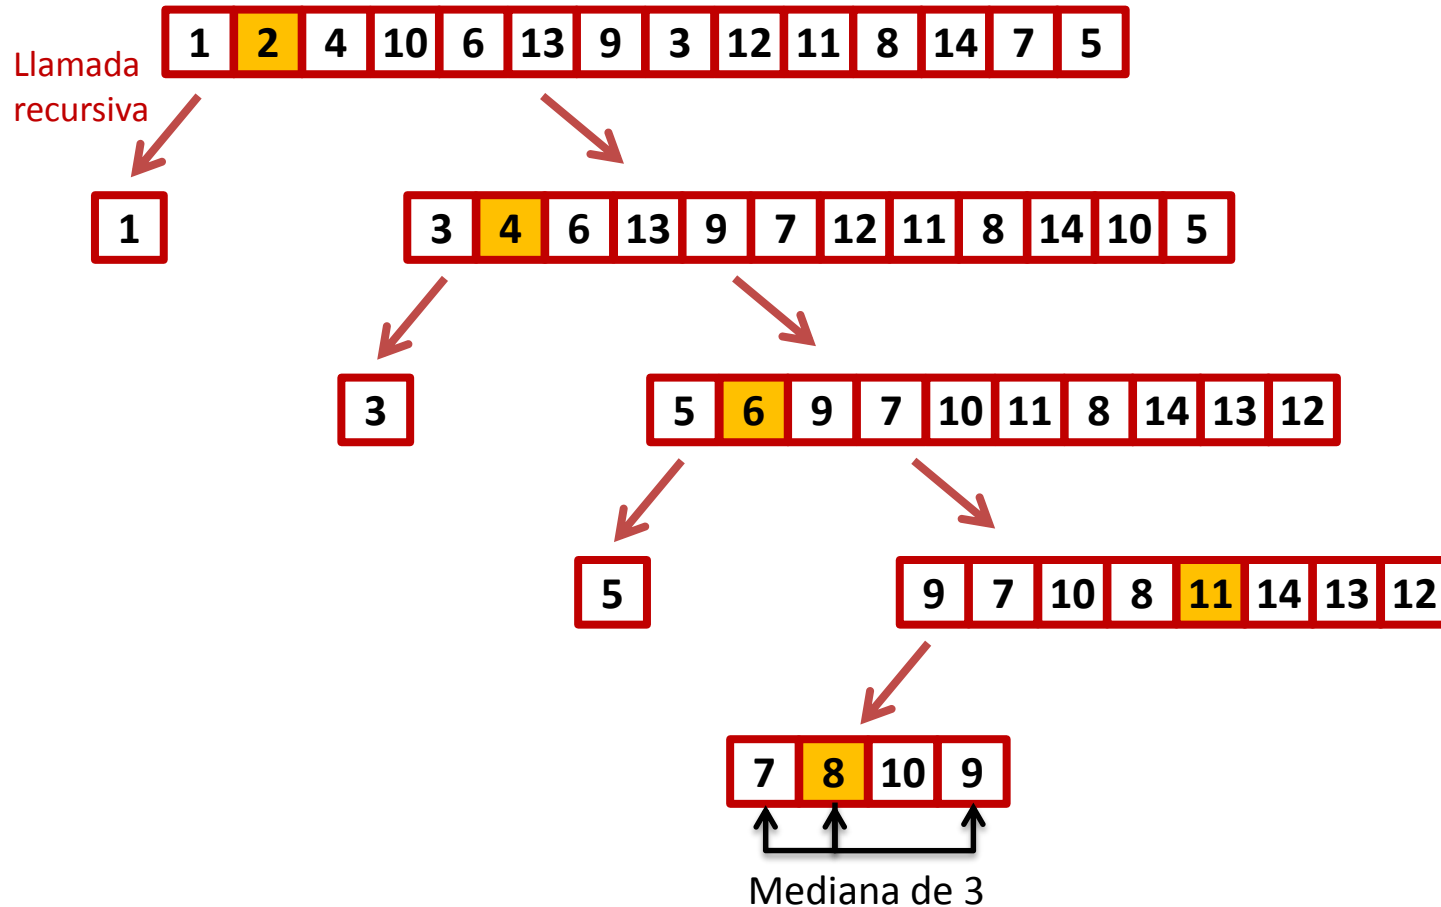 1 2 4 10 6 13 9 3 12 11 8 14 7 5
Llamada
recursiva
1
3 4 6 13 9 7 12 11 8 14 10 5
3
5 6 9 7 10 11 8 14 13 12
5
9 7 10 8 11 14 13 12
7 8 10 9
Mediana de 3